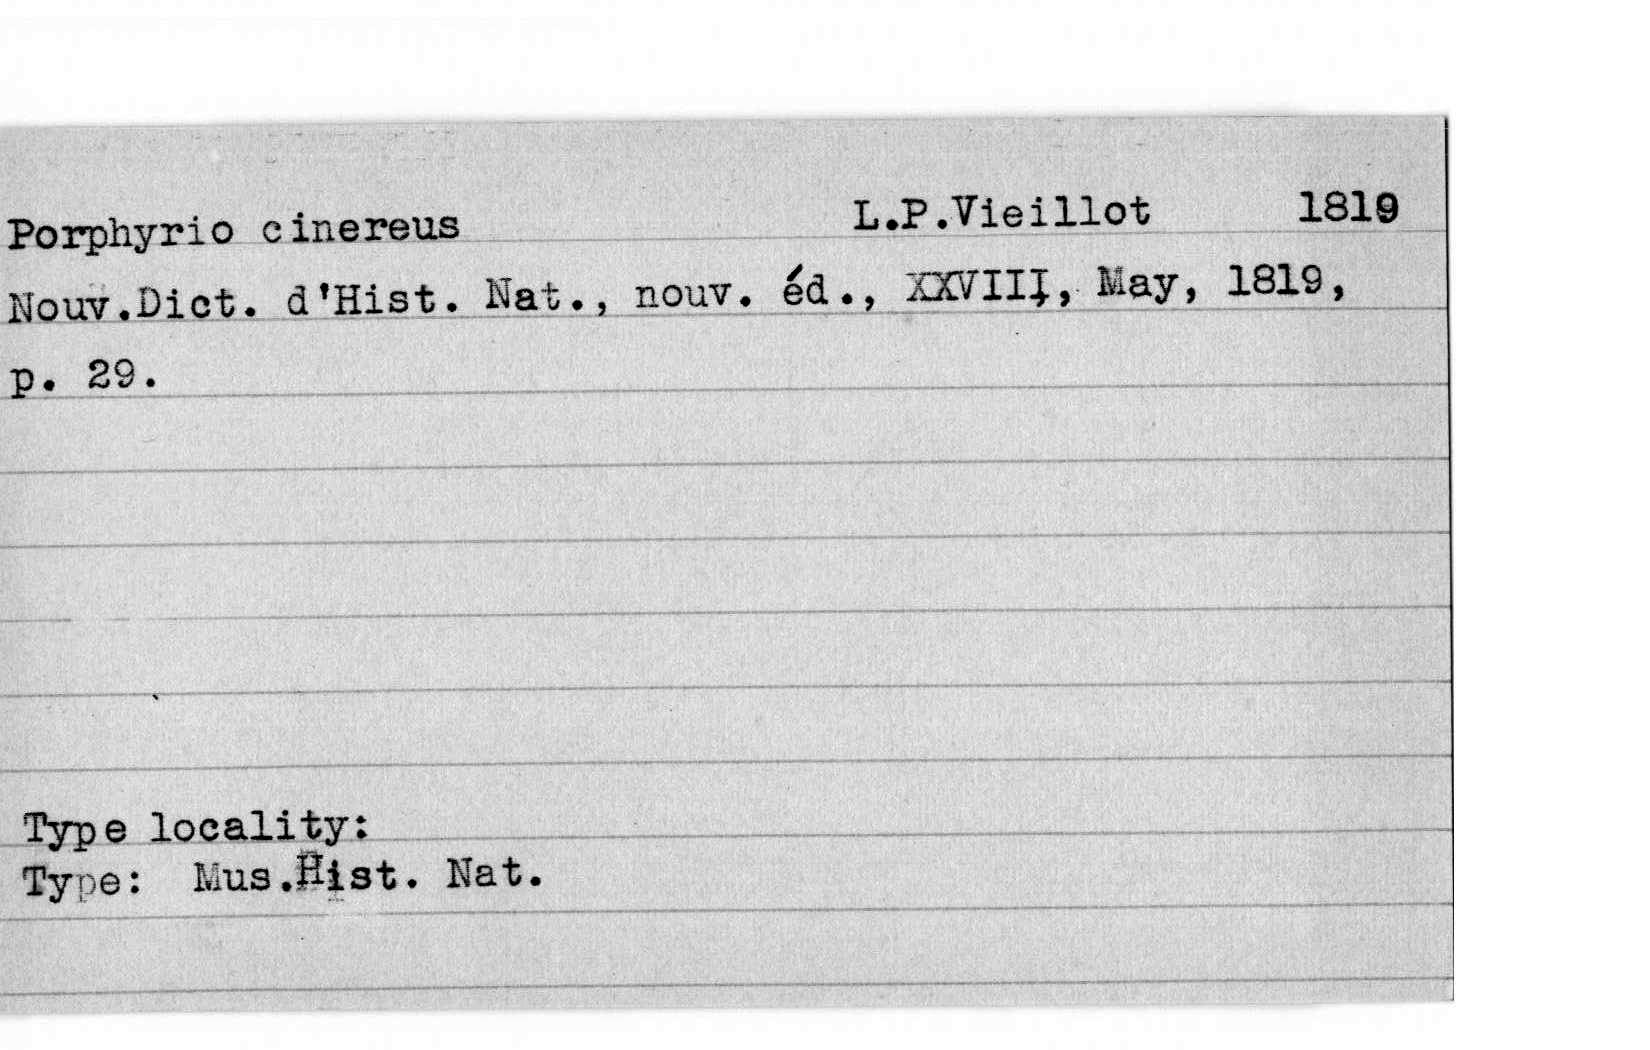 Porphyrio cinereus L.P.Vieillot 1819
Nouv.Dict. d'Hist. Nat., nouv. éd., XXVIII, May, 1819,
p. 29.
Type locality:
Type: Mus.Hist. Nat.